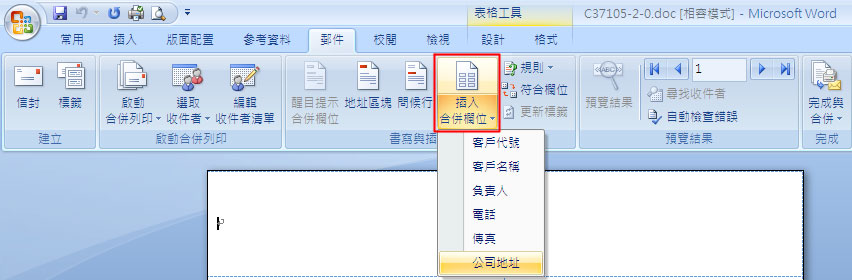 表格工具
C37105-2-0.doc [相容模式] - Microsoft Word
常用 插入 版面配置 參考資料 郵件 校閱 檢視 設計 格式
信封 標籤 啟動 合併列印 選取 收件者 編輯 收件者清單 醒目提示 合併欄位 地址區塊 問候行 插入 合併欄位 規則 符合欄位 更新標籤 ABC 預覽結果 1 尋找收件者 自動檢查錯誤 完成與 合併
建立 啟動合併列印 書寫與插 預覽結果 完成
客戶代號
客戶名稱
負責人
電話
傳真
公司地址